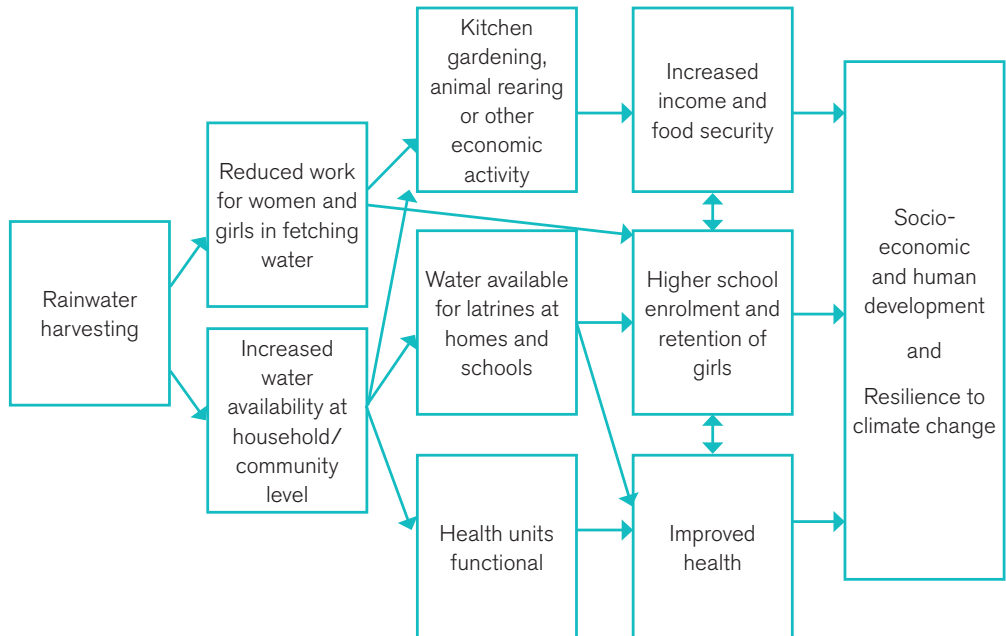 Rainwater
harvesting
Reduced work
for women and
girls in fetching
water
Increased
water
availability at
household/
community
level
Kitchen
gardening,
animal rearing
or other
economic
activity
Water available
for latrines at
homes and
schools
Health units
functional
Increased
income and
food security
Higher school
enrolment and
retention of
girls
Improved
health
Socio-
economic
and human
development
and
Resilience to
climate change